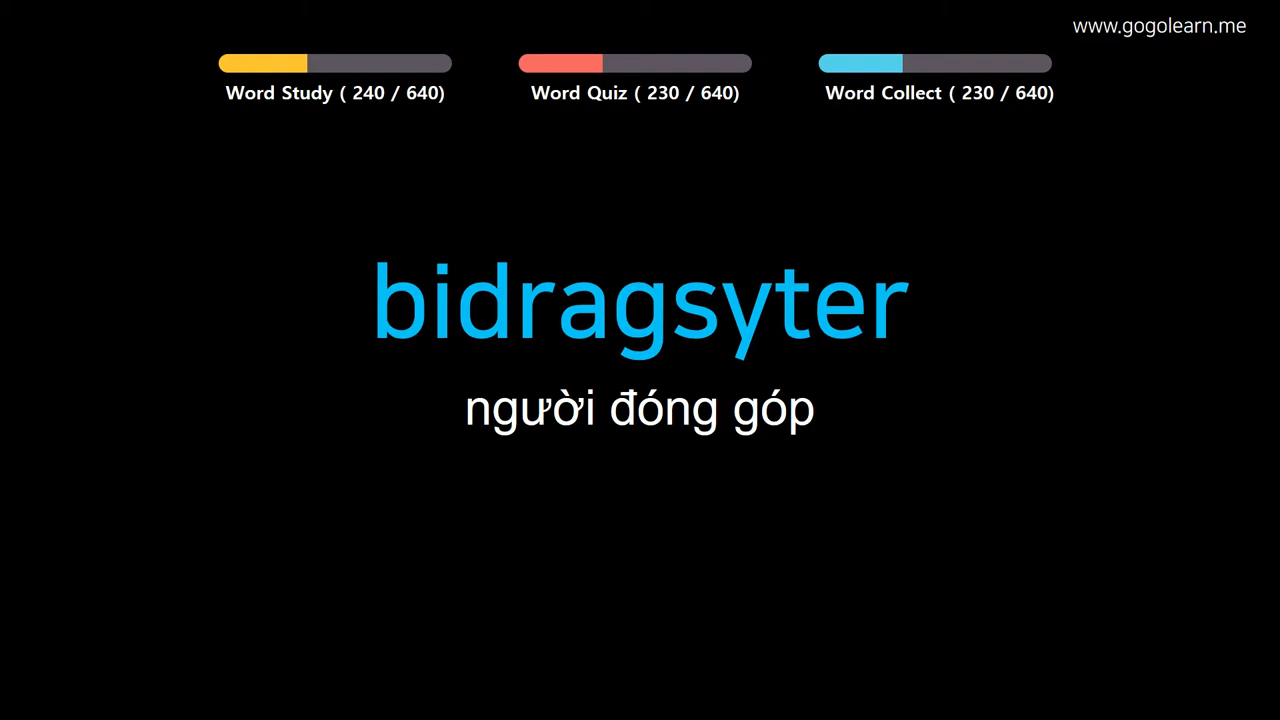 www.gogolearn.me
Word Study ( 240 / 640)
Word Quiz ( 230 / 640)
Word Collect ( 230 / 640)
bidragsyter
người đóng góp